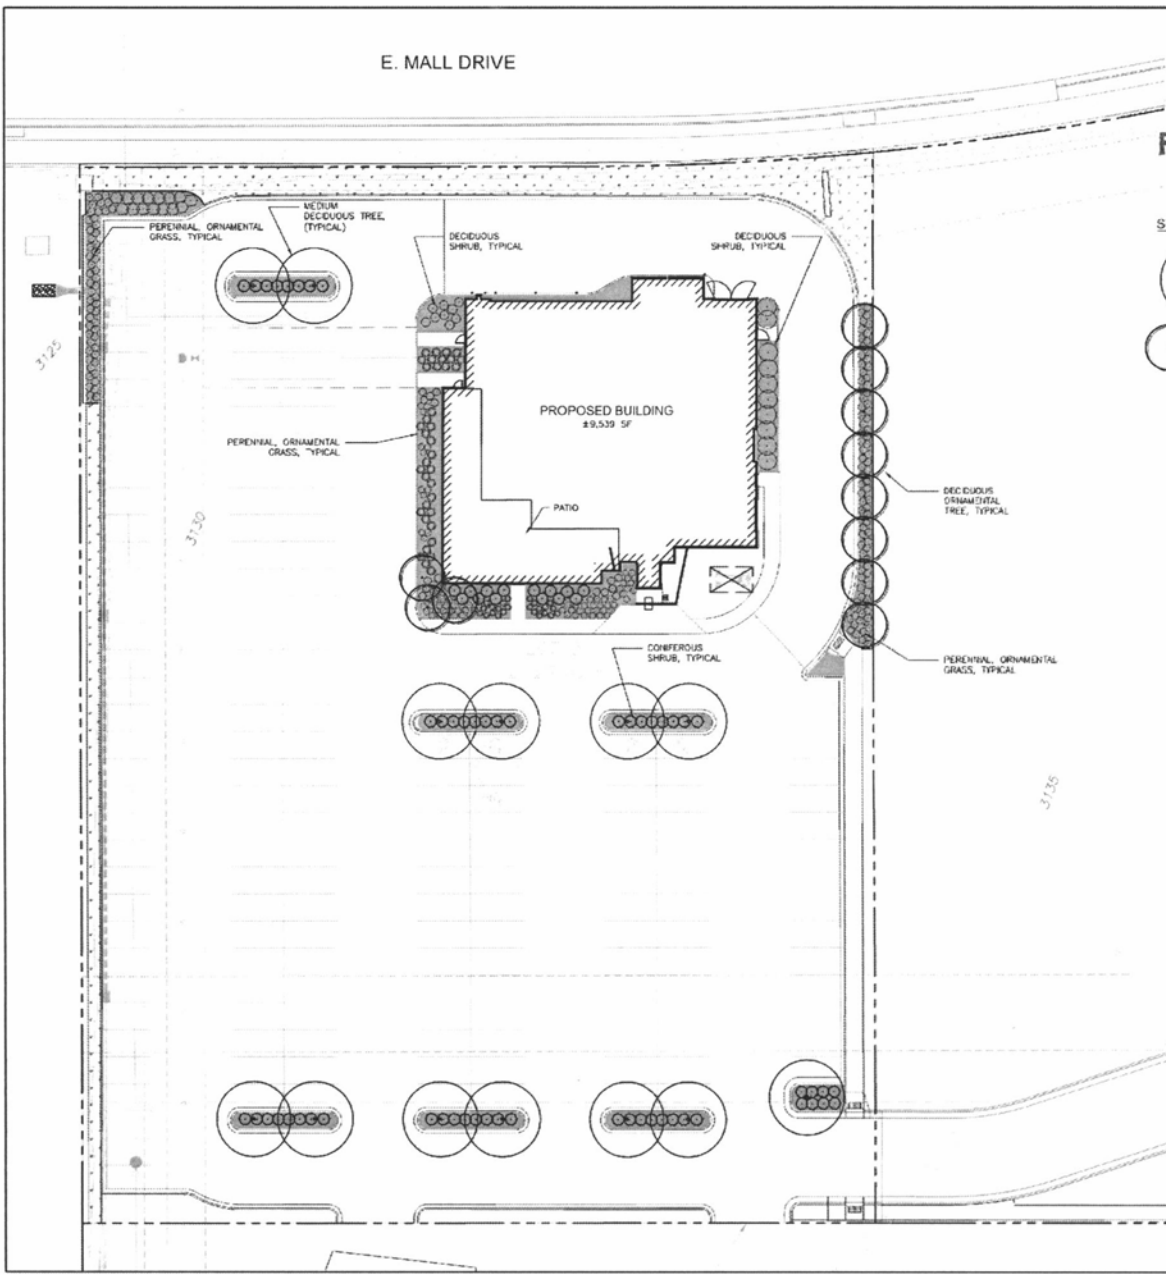 E. MALL DRIVE
MEDIUM
DECIDUOUS TREE,
(TYPICAL)
PERENNIAL, ORNAMENTAL
GRASS, TYPICAL
DECIDUOUS
SHRUB, TYPICAL
DECIDUOUS
SHRUB, TYPICAL
3125
PROPOSED BUILDING
±9,539 SF
PERENNIAL, ORNAMENTAL
GRASS, TYPICAL
PATIO
3130
DECIDUOUS
ORNAMENTAL
TREE, TYPICAL
CONIFEROUS
SHRUB, TYPICAL
PERENNIAL, ORNAMENTAL
GRASS, TYPICAL
3135